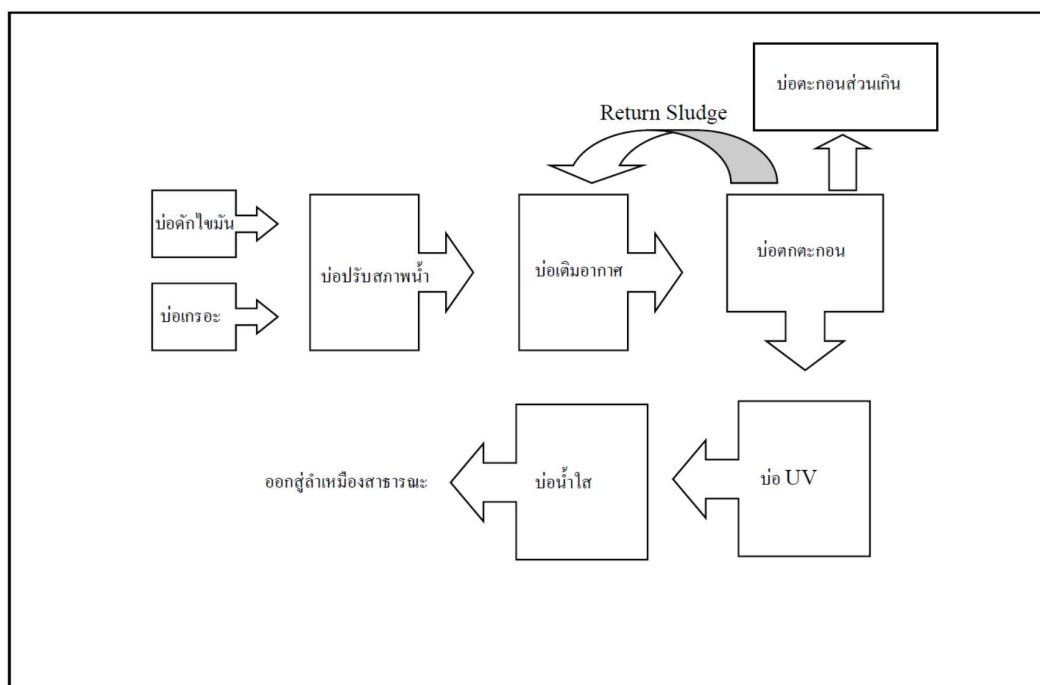 บ่อตะกอนส่วนเกิน
Return Sludge
บ่อดักไขมัน
บ่อเกรอะ
บ่อปรับสภาพน้ำ
บ่อเติมอากาศ
บ่อตกตะกอน
ออกสู่ลำเหมืองสาธารณะ
บ่อน้ำใส
บ่อ UV